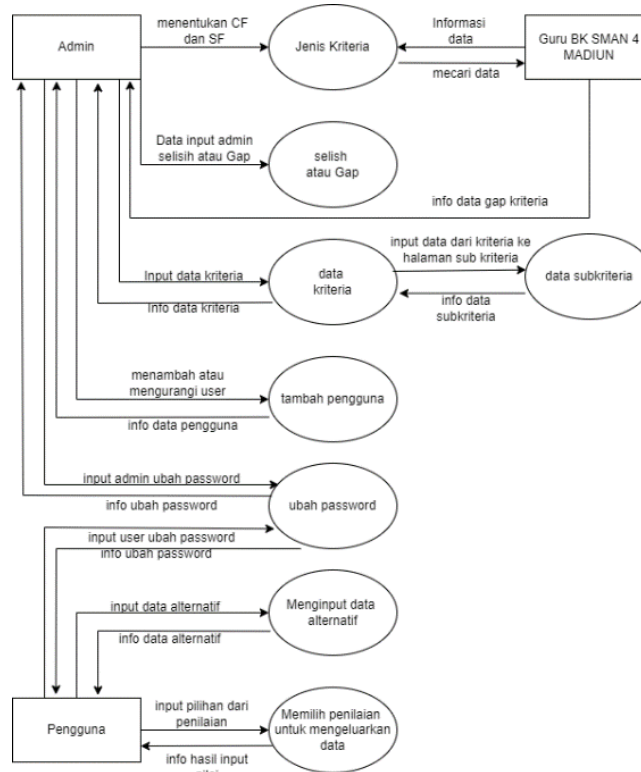 Admin
menentukan CF
dan SF
Jenis Kriteria
Informasi
data
mecari data
Guru BK SMAN 4
MADIUN
Data input admin
selisih atau Gap
selish
atau Gap
info data gap kriteria
Input data kriteria
Info data kriteria
data
kriteria
input data dari kriteria ke
halaman sub kriteria
info data
subkriteria
data subkriteria
menambah atau
mengurangi user
info data pengguna
tambah pengguna
input admin ubah password
info ubah password
ubah password
input user ubah password
info ubah password
input data alternatif
info data alternatif
Menginput data
alternatif
Pengguna
input pilihan dari
penilaian
info hasil input
Memilih penilaian
untuk mengeluarkan
data